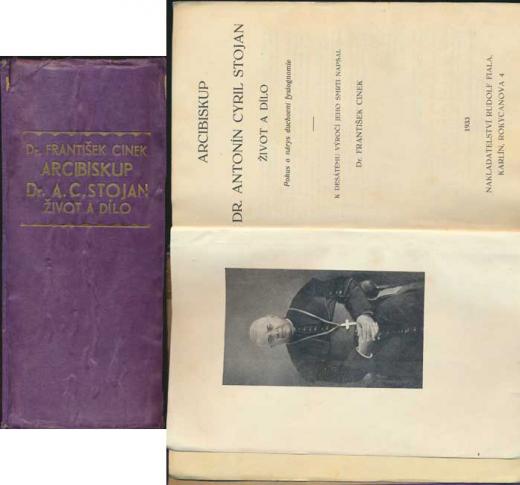 Dr. FRANTIŠEK CINEK
ARCIBISKUP
Dr. A. C. STOJAN
ŽIVOT A DÍLO
ARCIBISKUP
DR. ANTONÍN CYRIL STOJAN
ŽIVOT A DÍLO
Pokus o nárys duchovní fysiognomie
K DESÁTÉMU VÝROČÍ JEHO SMRTI NAPSAL
Dr. FRANTIŠEK CINEK
1933
NAKLADATELSTVÍ RUDOLF FIALA,
KARLÍN, ROKYCANOVA 4